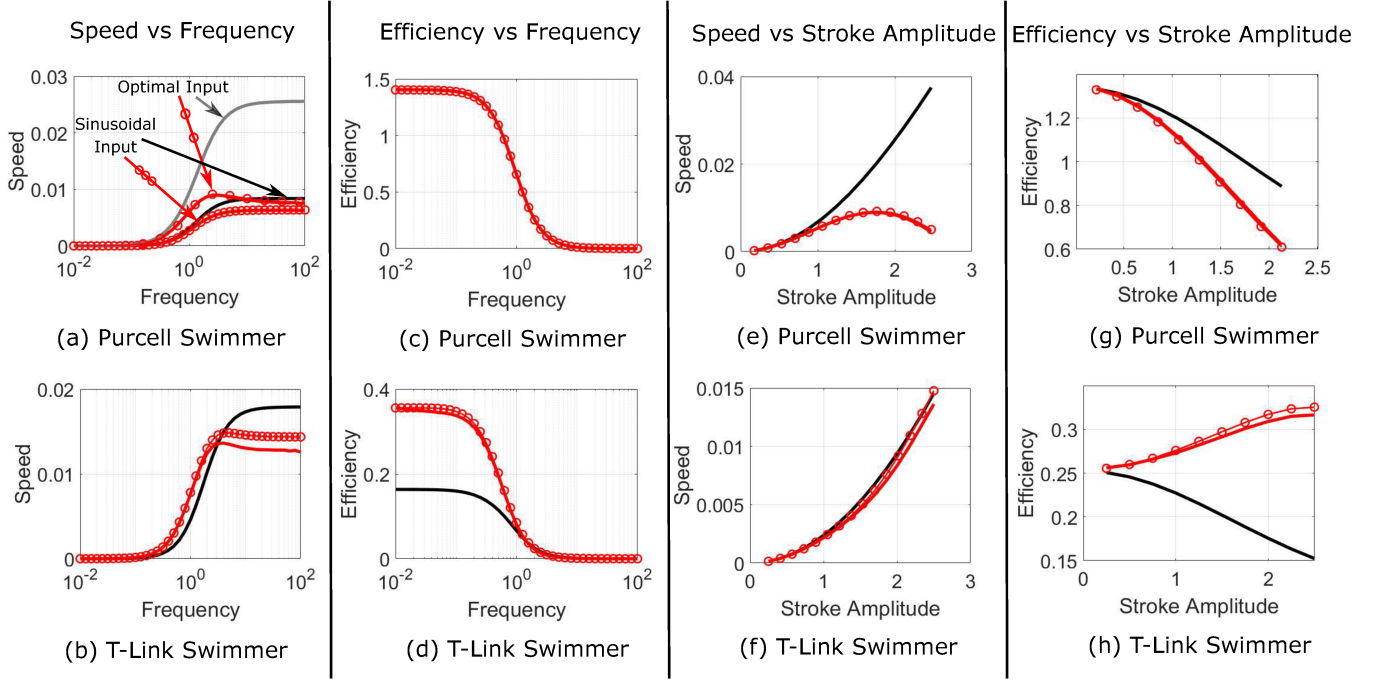 Speed vs Frequency
Efficiency vs Frequency
Speed vs Stroke Amplitude
Efficiency vs Stroke Amplitude
0.03
0.02
0.01
0
Speed
Optimal Input
Sinusoidal
Input
10^-2
10^0
10^2
Frequency
(a) Purcell Swimmer
1.5
1
0.5
0
Efficiency
10^-2
10^0
10^2
Frequency
(c) Purcell Swimmer
0.04
0.02
0
Speed
0
1
2
3
Stroke Amplitude
(e) Purcell Swimmer
1.2
1
0.8
0.6
Efficiency
0.5
1
1.5
2
2.5
Stroke Amplitude
(g) Purcell Swimmer
0.02
0.01
0
Speed
10^-2
10^0
10^2
Frequency
(b) T-Link Swimmer
0.4
0.2
0
Efficiency
10^-2
10^0
10^2
Frequency
(d) T-Link Swimmer
0.015
0.01
0.005
0
Speed
0
1
2
3
Stroke Amplitude
(f) T-Link Swimmer
0.3
0.25
0.2
0.15
Efficiency
0
1
2
Stroke Amplitude
(h) T-Link Swimmer